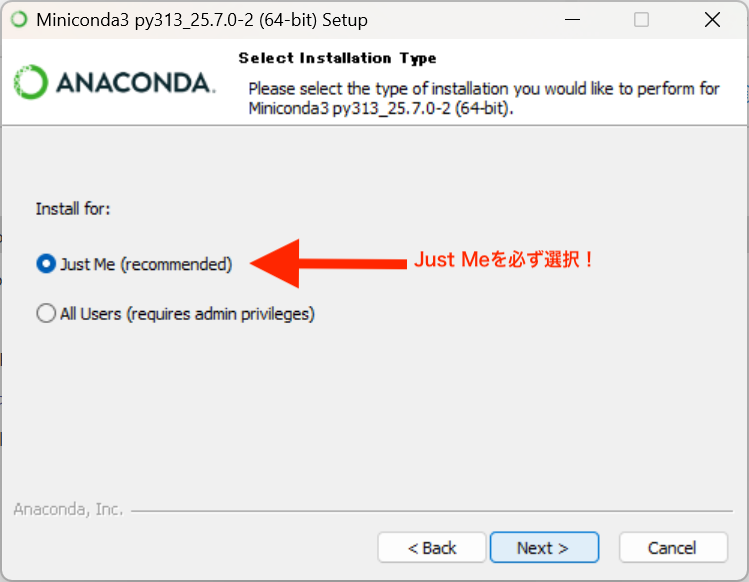 Miniconda3 py313_25.7.0-2 (64-bit) Setup
Select Installation Type
ANACONDA.
Please select the type of installation you would like to perform for
Miniconda3 py313_25.7.0-2 (64-bit).
Install for:
Just Me (recommended)
Just Meを必ず選択！
All Users (requires admin privileges)
Anaconda, Inc.
< Back
Next >
Cancel